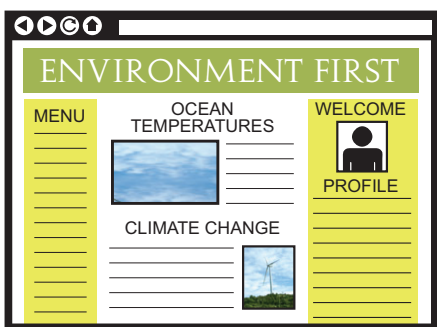 ENVIRONMENT FIRST
MENU
OCEAN
TEMPERATURES
CLIMATE CHANGE
WELCOME
PROFILE